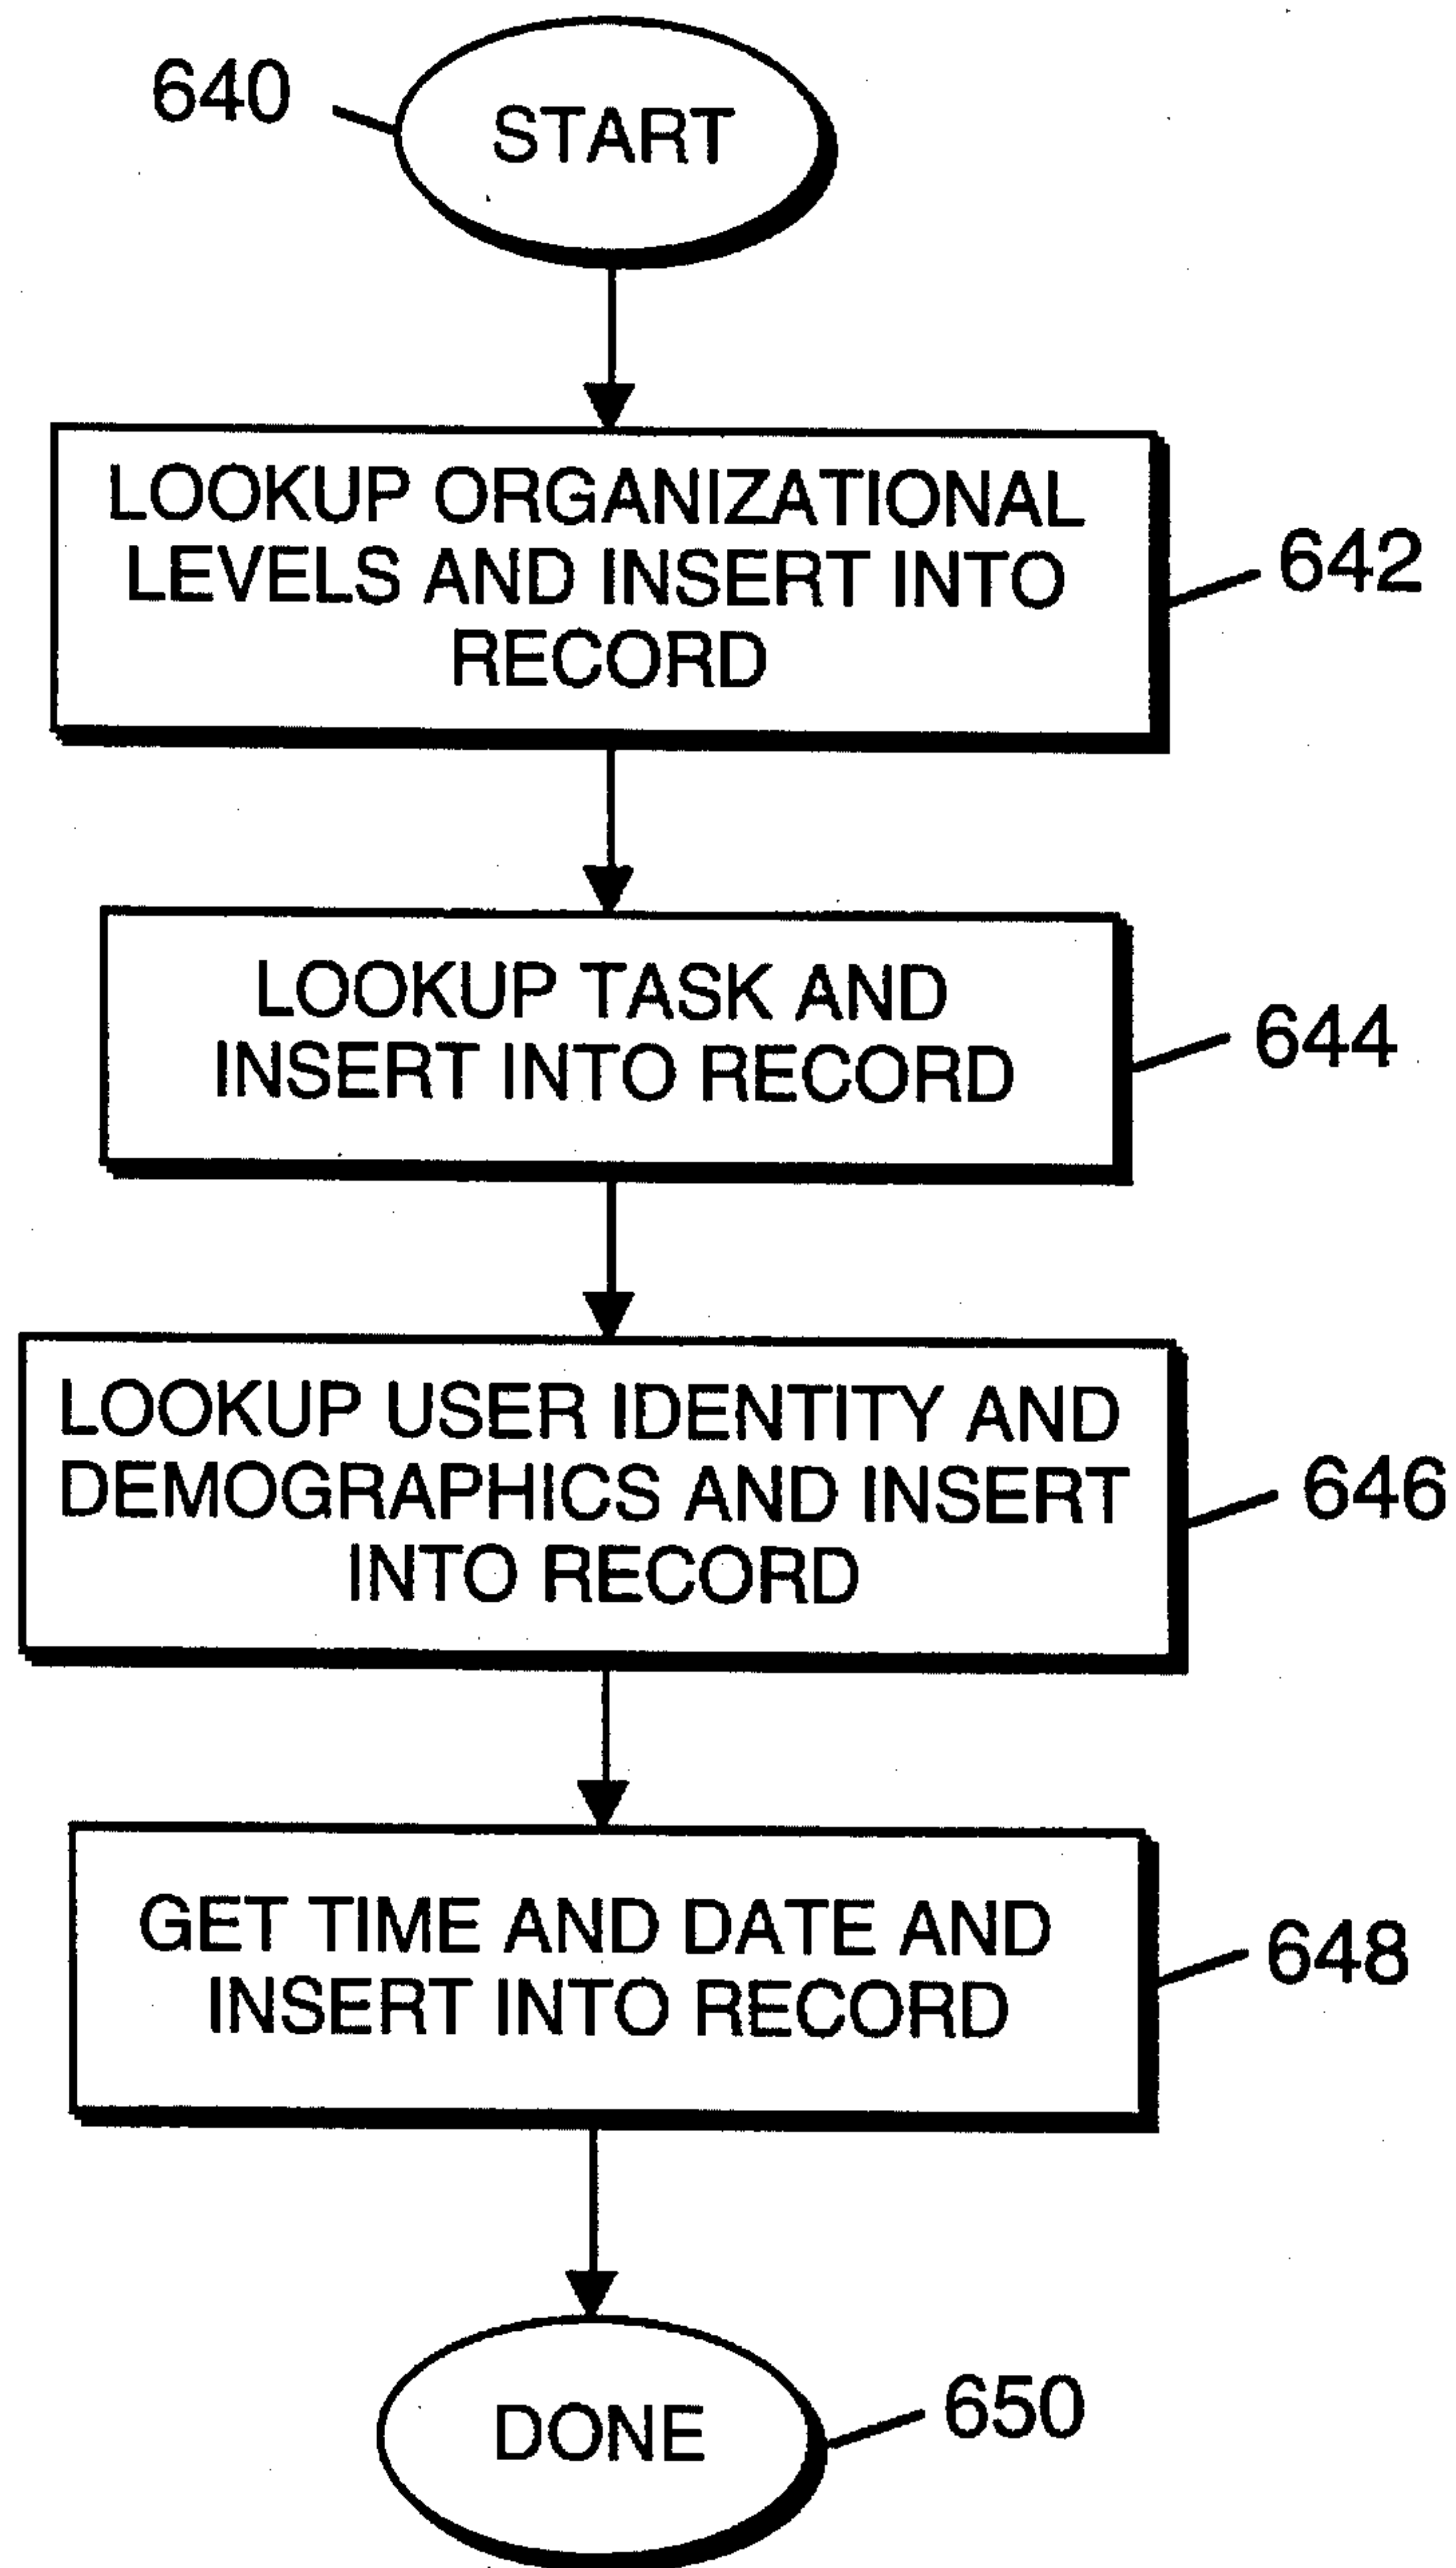 640
START
LOOKUP ORGANIZATIONAL
LEVELS AND INSERT INTO
RECORD
642
LOOKUP TASK AND
INSERT INTO RECORD
644
LOOKUP USER IDENTITY AND
DEMOGRAPHICS AND INSERT
INTO RECORD
646
GET TIME AND DATE AND
INSERT INTO RECORD
648
DONE
650